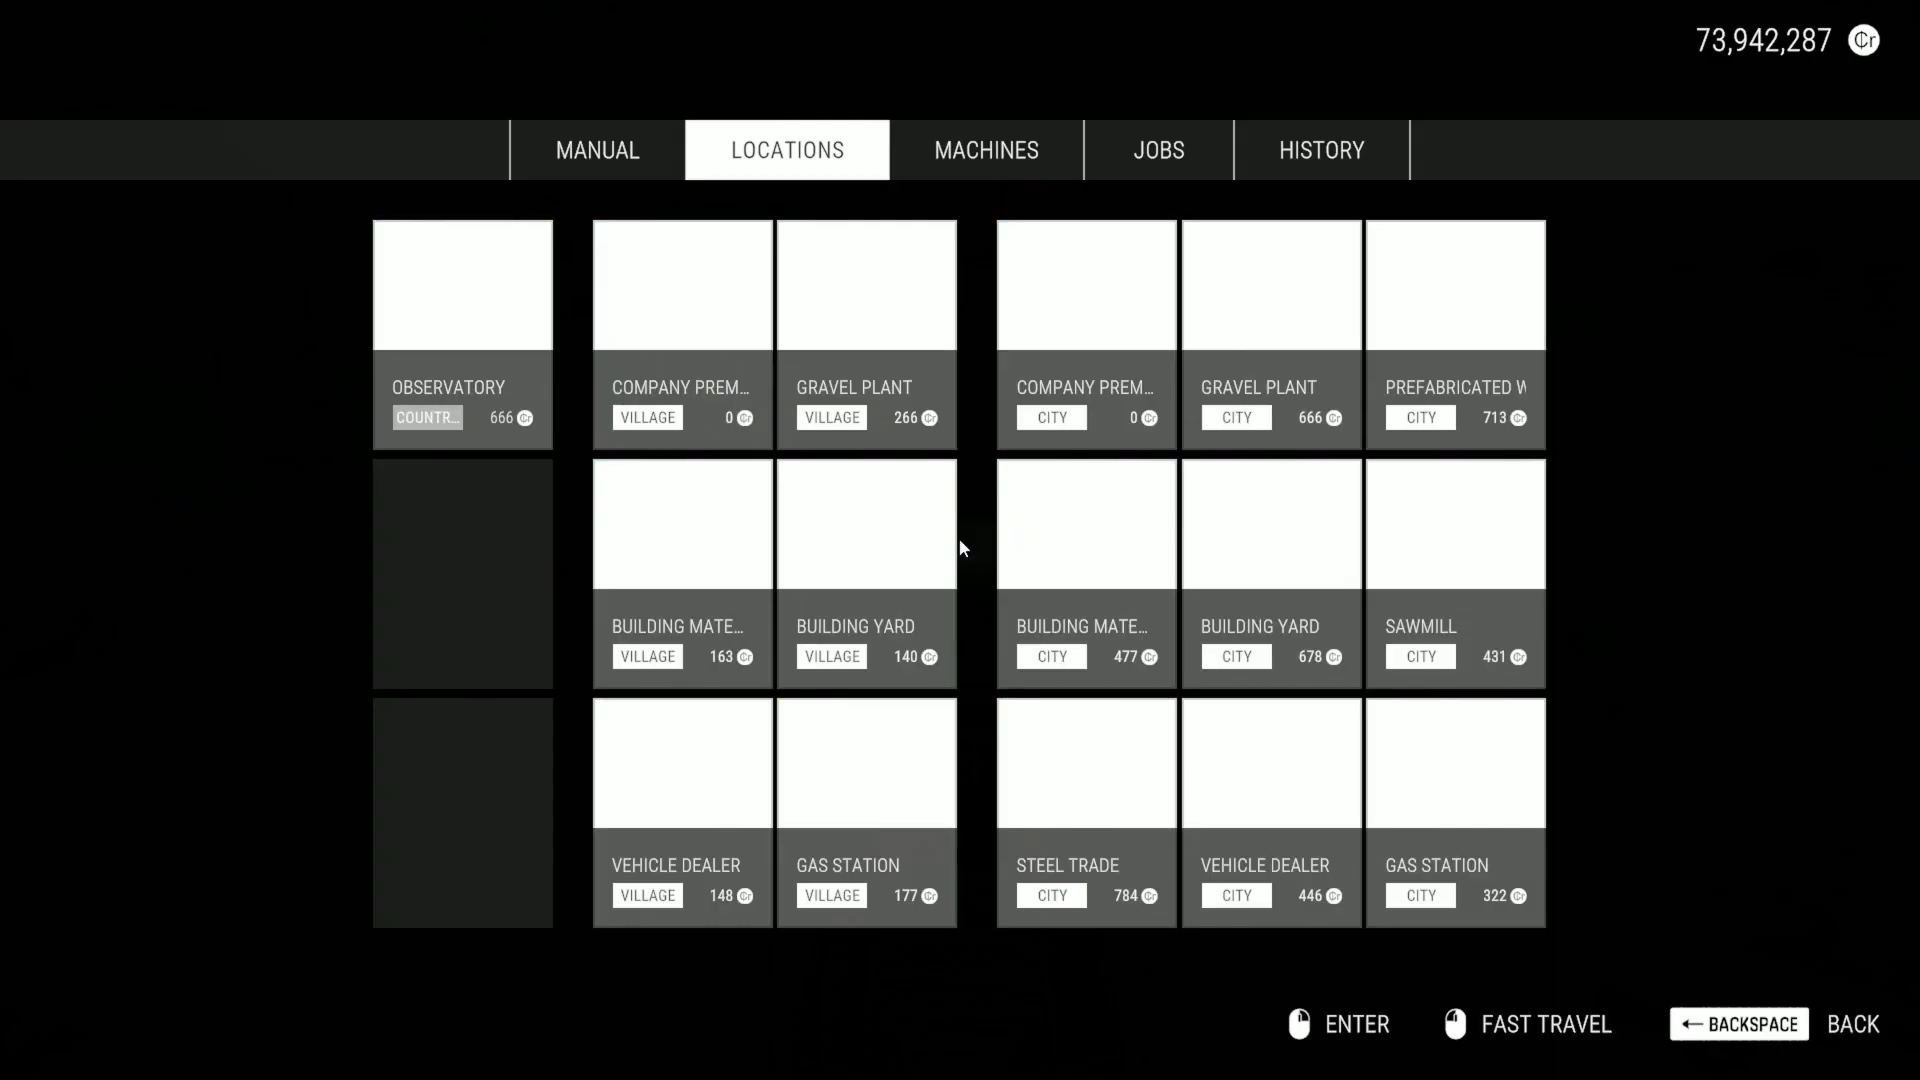 73,942,287 ₵r
MANUAL LOCATIONS MACHINES JOBS HISTORY
OBSERVATORY
COUNTR... 666 ₵r
COMPANY PREM...
VILLAGE 0 ₵r
GRAVEL PLANT
VILLAGE 266 ₵r
COMPANY PREM...
CITY 0 ₵r
GRAVEL PLANT
CITY 666 ₵r
PREFABRICATED W
CITY 713 ₵r
BUILDING MATE...
VILLAGE 163 ₵r
BUILDING YARD
VILLAGE 140 ₵r
BUILDING MATE...
CITY 477 ₵r
BUILDING YARD
CITY 678 ₵r
SAWMILL
CITY 431 ₵r
VEHICLE DEALER
VILLAGE 148 ₵r
GAS STATION
VILLAGE 177 ₵r
STEEL TRADE
CITY 784 ₵r
VEHICLE DEALER
CITY 446 ₵r
GAS STATION
CITY 322 ₵r
ENTER FAST TRAVEL ← BACKSPACE BACK